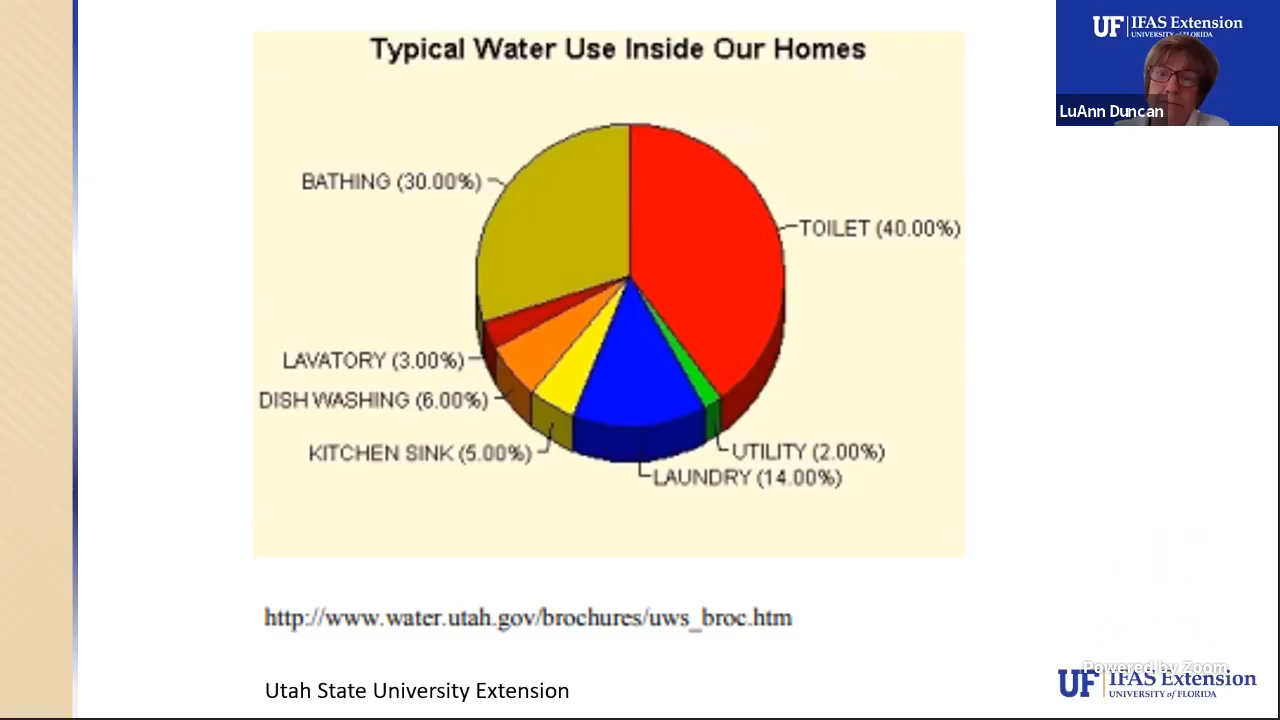 Typical Water Use Inside Our Homes
BATHING (30.00%)
TOILET (40.00%)
LAVATORY (3.00%)
DISH WASHING (6.00%)
KITCHEN SINK (5.00%)
UTILITY (2.00%)
LAUNDRY (14.00%)
http://www.water.utah.gov/brochures/uws_broc.htm
Utah State University Extension
UF IFAS Extension
UNIVERSITY of FLORIDA
LuAnn Duncan
Powered by Zoom
UF IFAS Extension
UNIVERSITY of FLORIDA